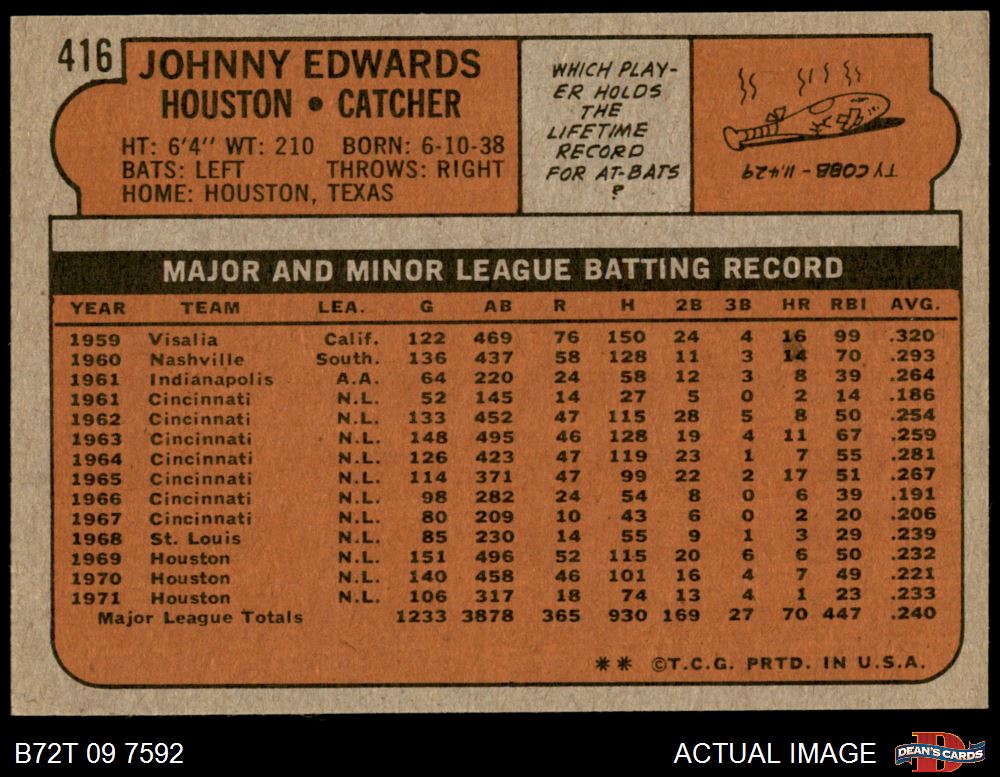 416
JOHNNY EDWARDS
HOUSTON • CATCHER
HT: 6'4" WT: 210 BORN: 6-10-38
BATS: LEFT THROWS: RIGHT
HOME: HOUSTON, TEXAS
WHICH PLAY-
ER HOLDS
THE
LIFETIME
RECORD
FOR AT-BATS
?
TY COBB - 11,429
MAJOR AND MINOR LEAGUE BATTING RECORD
YEAR TEAM LEA. G AB R H 2B 3B HR RBI AVG.
1959 Visalia Calif. 122 469 76 150 24 4 16 99 .320
1960 Nashville South. 136 437 58 128 11 3 14 70 .293
1961 Indianapolis A.A. 64 220 24 58 12 3 8 39 .264
1961 Cincinnati N.L. 52 145 14 27 5 0 2 14 .186
1962 Cincinnati N.L. 133 452 47 115 28 5 8 50 .254
1963 Cincinnati N.L. 148 495 46 128 19 4 11 67 .259
1964 Cincinnati N.L. 126 423 47 119 23 1 7 55 .281
1965 Cincinnati N.L. 114 371 47 99 22 2 17 51 .267
1966 Cincinnati N.L. 98 282 24 54 8 0 6 39 .191
1967 Cincinnati N.L. 80 209 10 43 6 0 2 20 .206
1968 St. Louis N.L. 85 230 14 55 9 1 3 29 .239
1969 Houston N.L. 151 496 52 115 20 6 6 50 .232
1970 Houston N.L. 140 458 46 101 16 4 7 49 .221
1971 Houston N.L. 106 317 18 74 13 4 1 23 .233
Major League Totals 1233 3878 365 930 169 27 70 447 .240
** ©T.C.G. PRTD. IN U.S.A.
B72T 09 7592
ACTUAL IMAGE
DEAN'S CARDS